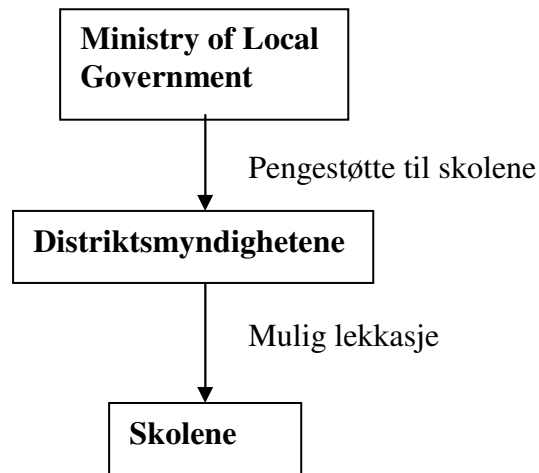 Ministry of Local
Government
Pengestøtte til skolene
Distriktsmyndighetene
Mulig lekkasje
Skolene